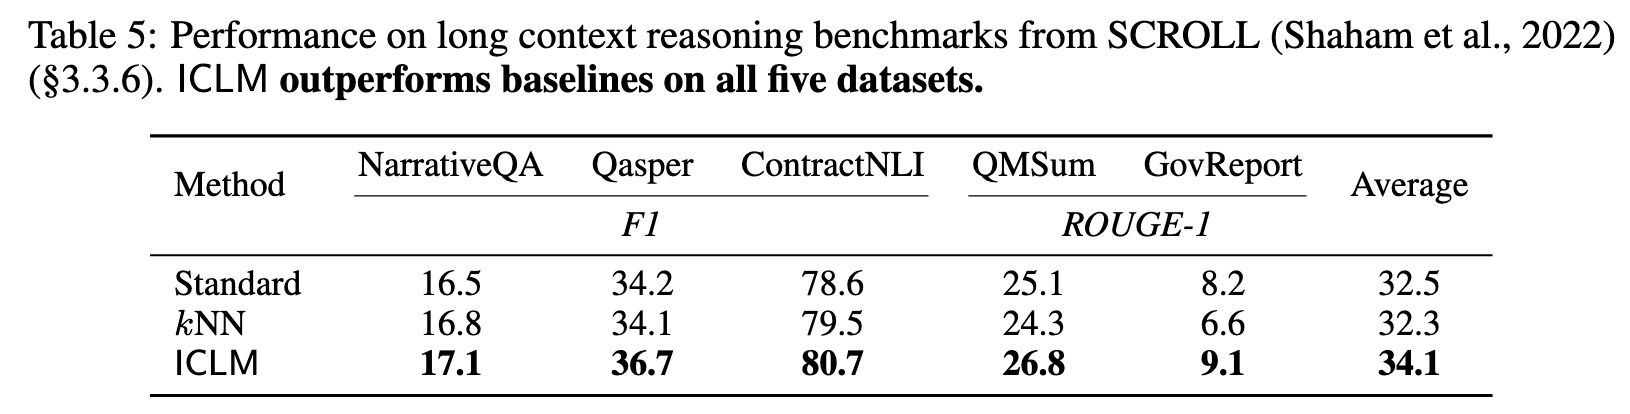 Table 5: Performance on long context reasoning benchmarks from SCROLL (Shaham et al., 2022)
(§3.3.6). ICLM outperforms baselines on all five datasets.
Method NarrativeQA Qasper ContractNLI QMSum GovReport Average
F1 ROUGE-1
Standard 16.5 34.2 78.6 25.1 8.2 32.5
kNN 16.8 34.1 79.5 24.3 6.6 32.3
ICLM 17.1 36.7 80.7 26.8 9.1 34.1